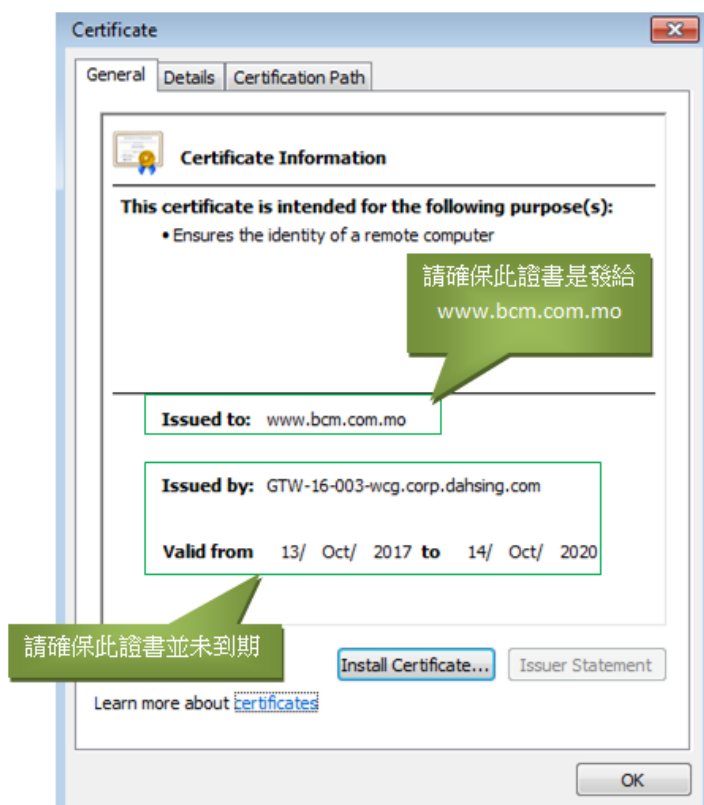 Certificate
General Details Certification Path
Certificate Information
This certificate is intended for the following purpose(s):
• Ensures the identity of a remote computer
請確保此證書是發給
www.bcm.com.mo
Issued to: www.bcm.com.mo
Issued by: GTW-16-003-wcg.corp.dahsing.com
Valid from 13/ Oct/ 2017 to 14/ Oct/ 2020
請確保此證書並未到期
Install Certificate... Issuer Statement
Learn more about certificates
OK